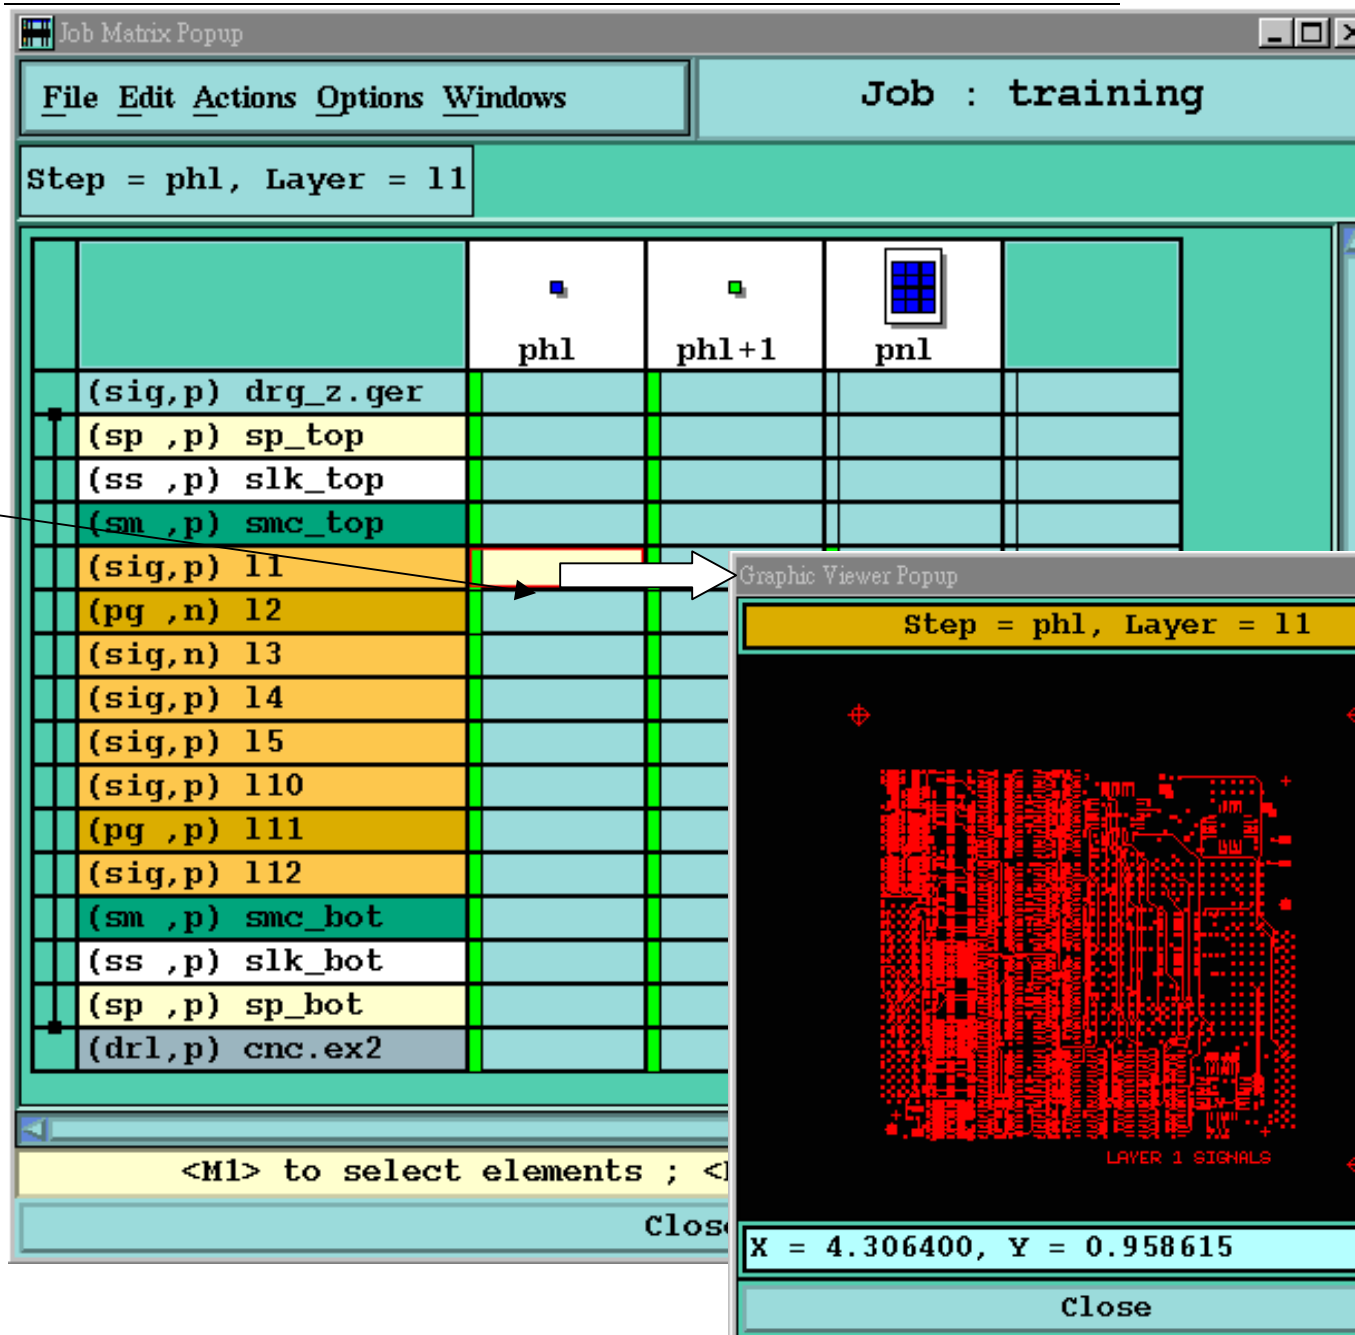 Job Matrix Popup
File Edit Actions Options Windows
Job : training
Step = phl, Layer = l1
phl
phl+1
pnl
(sig,p) drg_z.ger
(sp ,p) sp_top
(ss ,p) slk_top
(sm ,p) smc_top
(sig,p) l1
(pg ,n) l2
(sig,n) l3
(sig,p) l4
(sig,p) l5
(sig,p) l10
(pg ,p) l11
(sig,p) l12
(sm ,p) smc_bot
(ss ,p) slk_bot
(sp ,p) sp_bot
(drl,p) cnc.ex2
<M1> to select elements ;
Close
Graphic Viewer Popup
Step = phl, Layer = l1
LAYER 1 SIGNALS
X = 4.306400, Y = 0.958615
Close